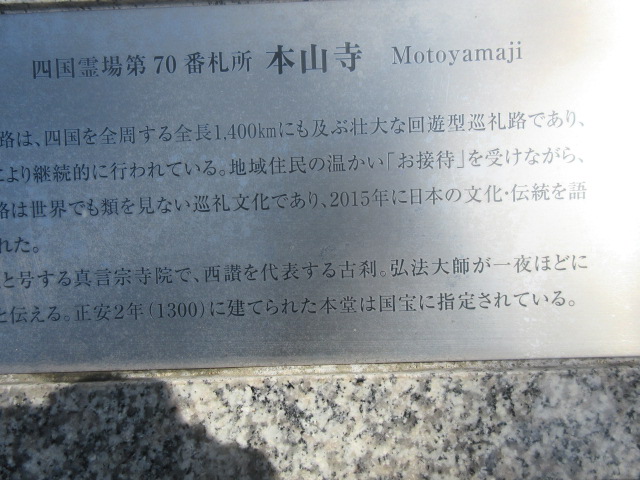 四国霊場第70番札所 本山寺 Motoyamaji
路は、四国を全周する全長1,400kmにも及ぶ壮大な回遊型巡礼路であり、
により継続的に行われている。地域住民の温かい「お接待」を受けながら、
路は世界でも類を見ない巡礼文化であり、2015年に日本の文化・伝統を語
れた。
と号する真言宗寺院で、西讃を代表する古刹。弘法大師が一夜ほどに
と伝える。正安2年(1300)に建てられた本堂は国宝に指定されている。